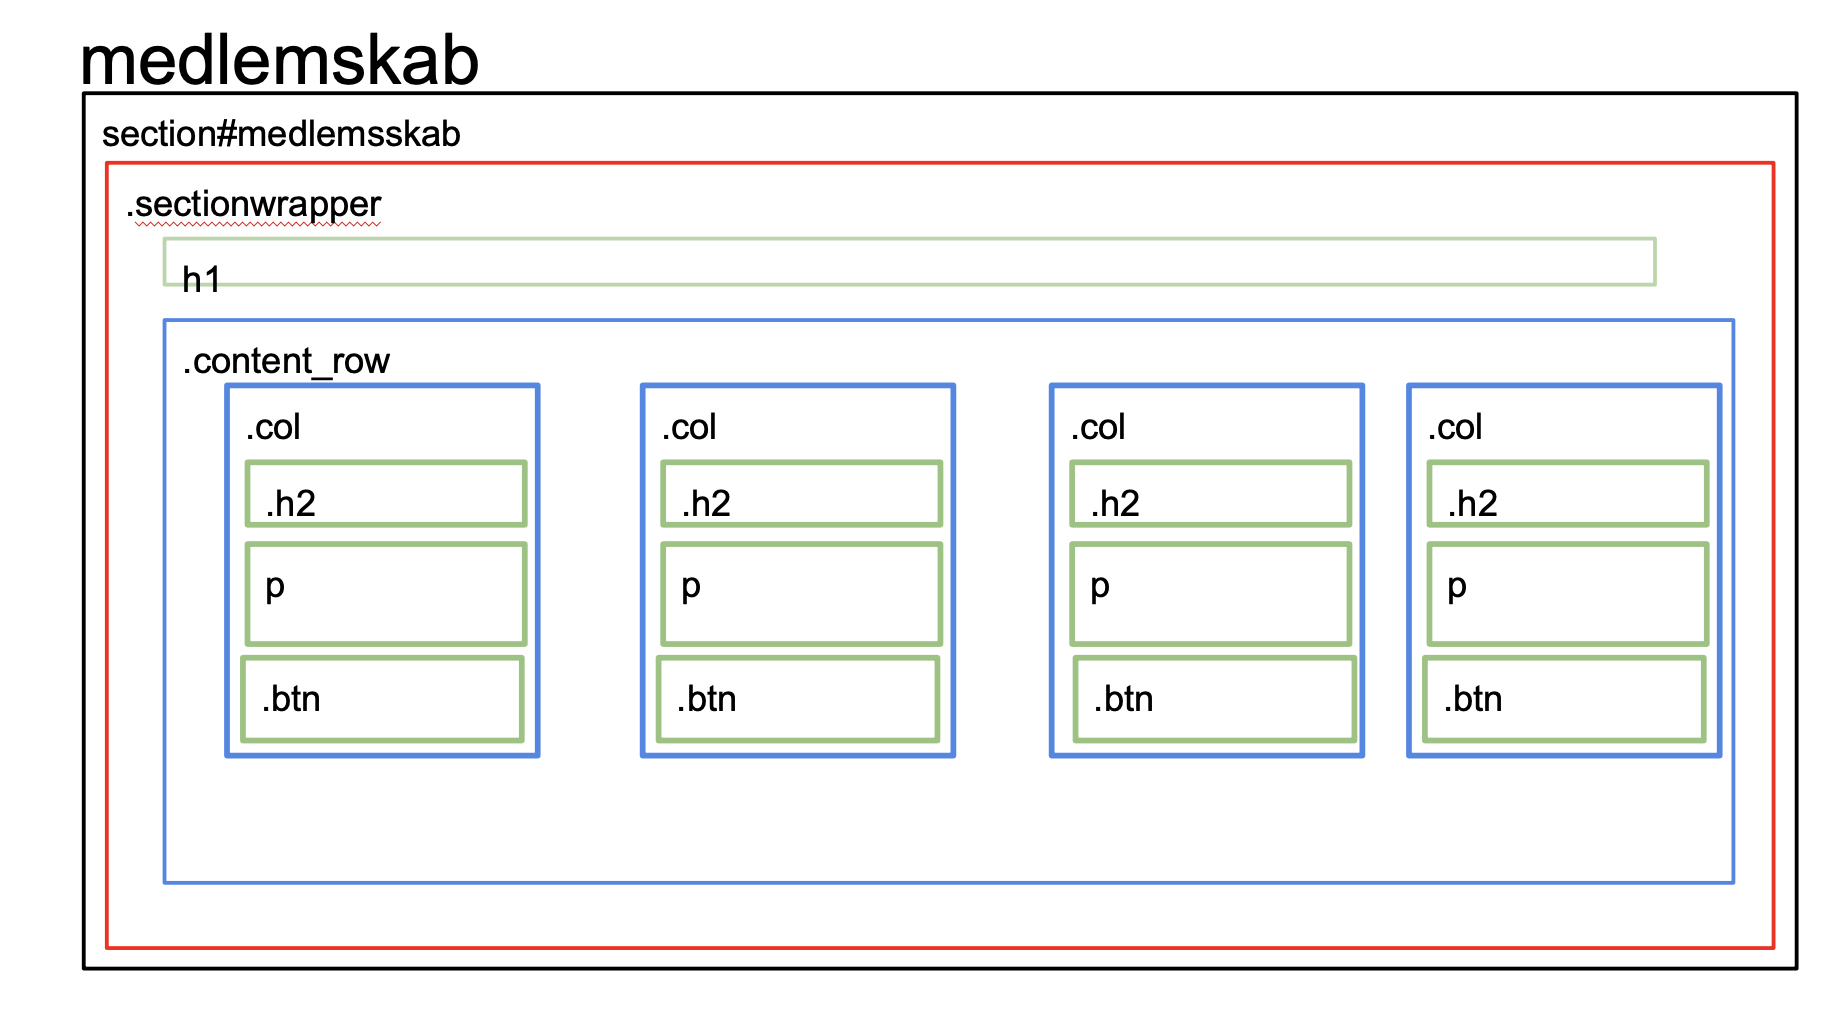 medlemskab
section#medlemsskab
.sectionwrapper
h1
.content_row
.col
.h2
p
.btn
.col
.h2
p
.btn
.col
.h2
p
.btn
.col
.h2
p
.btn